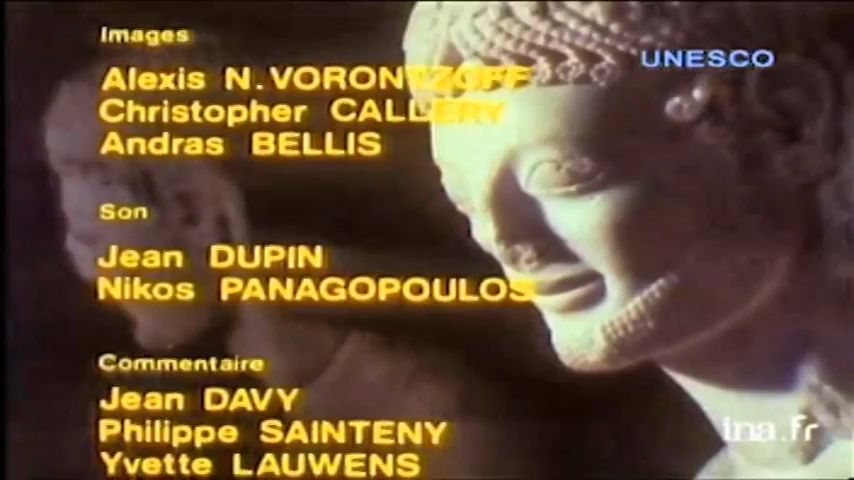 Images
UNESCO
Alexis N. VORONTZOFF
Christopher CALLERY
Andras BELLIS
Son
Jean DUPIN
Nikos PANAGOPOULOS
Commentaire
Jean DAVY
Philippe SAINTENY
Yvette LAUWENS
ina.fr